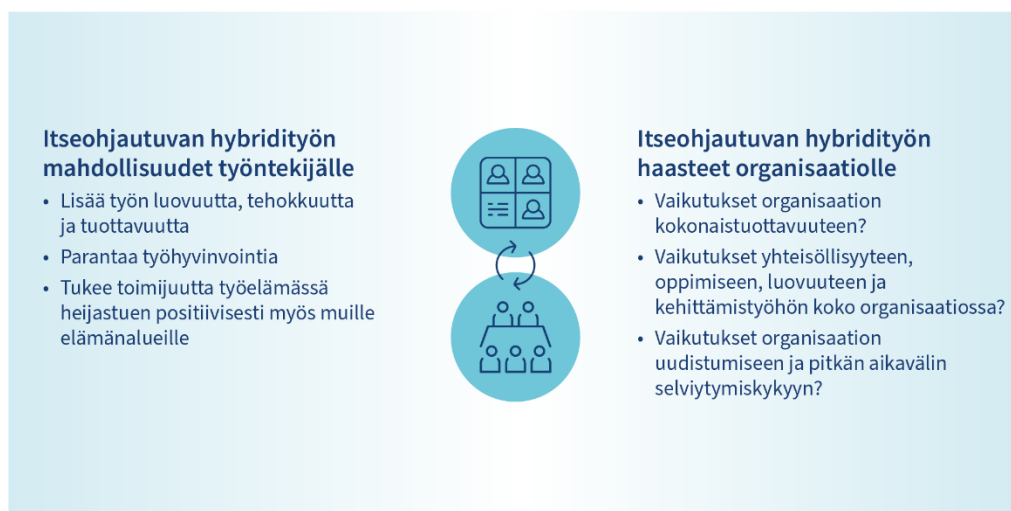 Itseohjautuvan hybridityön
mahdollisuudet työntekijälle
• Lisää työn luovuutta, tehokkuutta
ja tuottavuutta
• Parantaa työhyvinvointia
• Tukee toimijuutta työelämässä
heijastuen positiivisesti myös muille
elämänalueille
Itseohjautuvan hybridityön
haasteet organisaatiolle
• Vaikutukset organisaation
kokonaistuottavuuteen?
• Vaikutukset yhteisöllisyyteen,
oppimiseen, luovuuteen ja
kehittämistyöhön koko organisaatiossa?
• Vaikutukset organisaation
uudistumiseen ja pitkän aikavälin
selviytymiskykyyn?